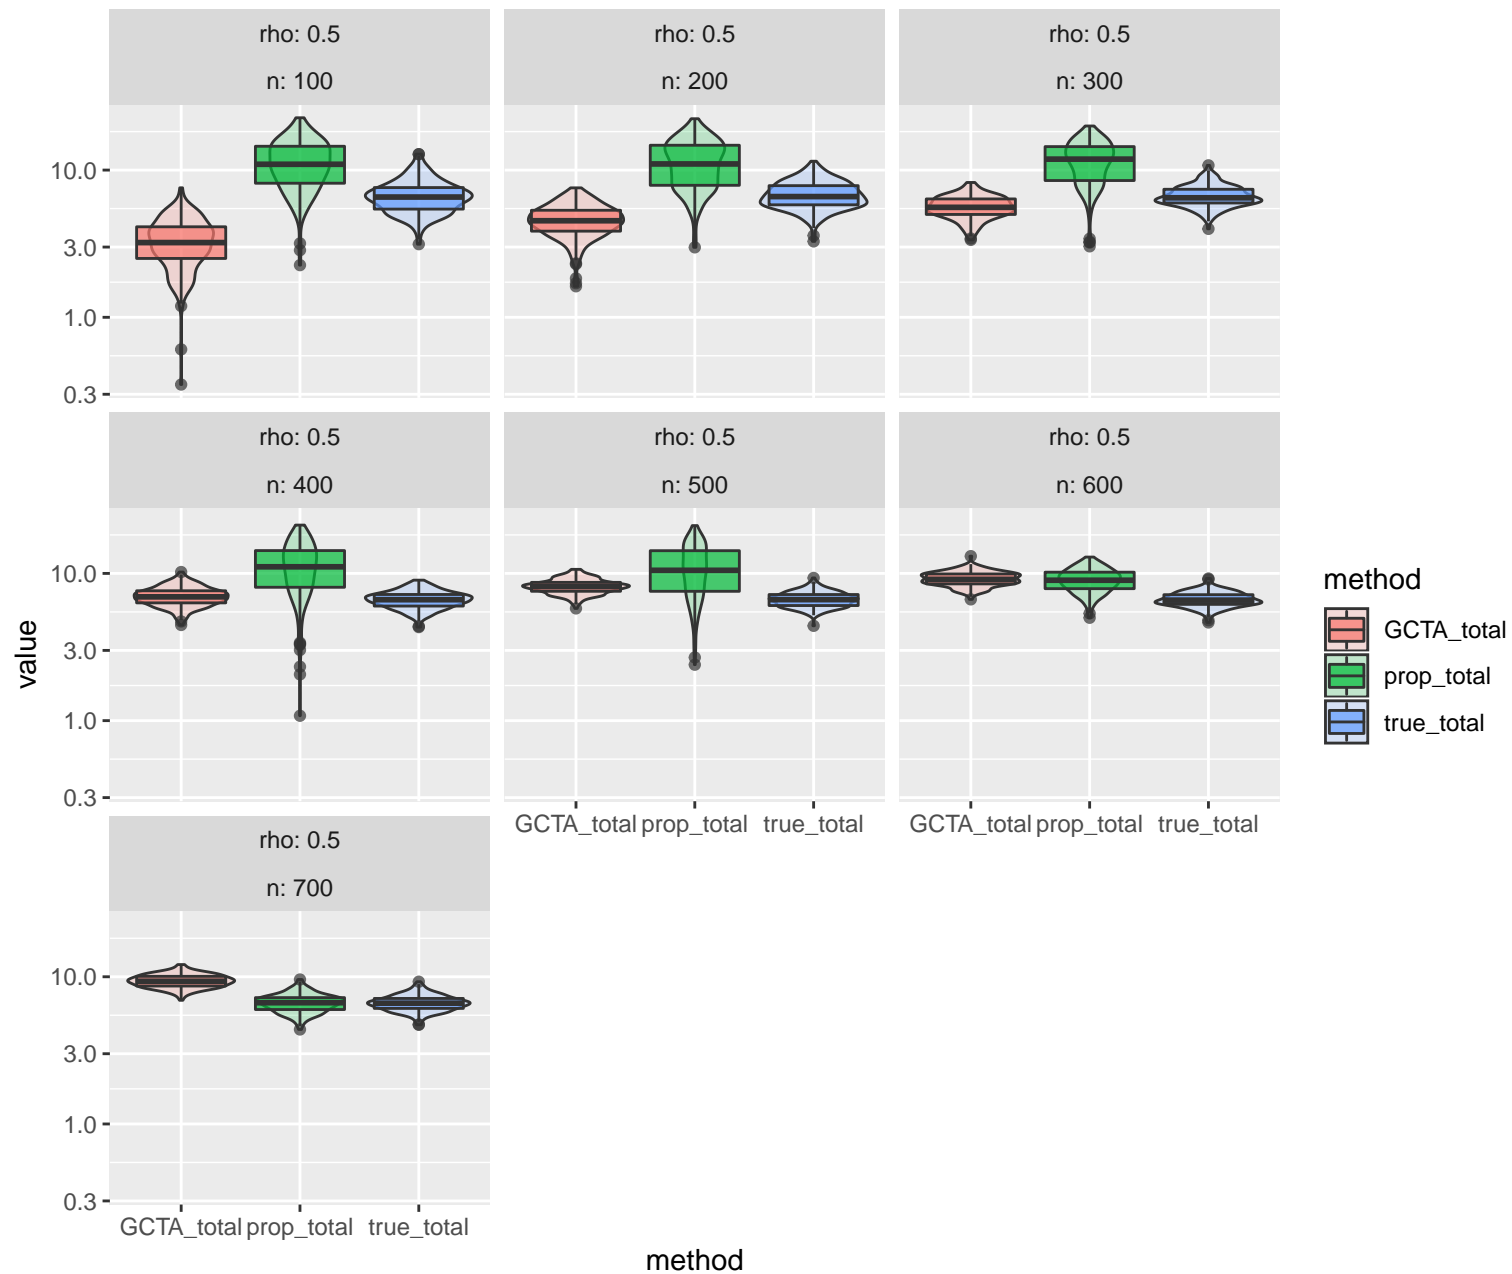 rho: 0.5
rho: 0.5
rho: 0.5
n: 100
n: 200
n: 300
10.0
3.0
1.0
0.3
rho: 0.5
rho: 0.5
rho: 0.5
n: 400
n: 500
n: 600
10.0
3.0
1.0
0.3
GCTA_total prop_total true_total
GCTA_total prop_total true_total
rho: 0.5
n: 700
10.0
3.0
1.0
0.3
GCTA_total prop_total true_total
value
method
method
GCTA_total
prop_total
true_total